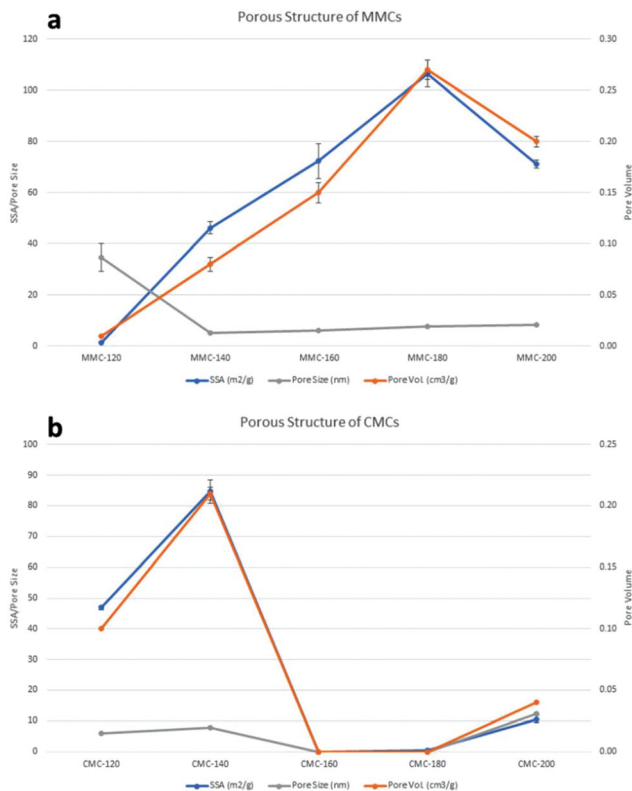 a
Porous Structure of MMCs
120
100
80
60
40
20
0
SSA/Pore Size
0.30
0.25
0.20
0.15
0.10
0.05
0.00
Pore Volume
MMC-120 MMC-140 MMC-160 MMC-180 MMC-200
SSA (m2/g) Pore Size (nm) Pore Vol. (cm3/g)
b
Porous Structure of CMCs
100
90
80
70
60
50
40
30
20
10
0
SSA/Pore Size
0.25
0.20
0.15
0.10
0.05
0.00
Pore Volume
CMC-120 CMC-140 CMC-160 CMC-180 CMC-200
SSA (m2/g) Pore Size (nm) Pore Vol. (cm3/g)